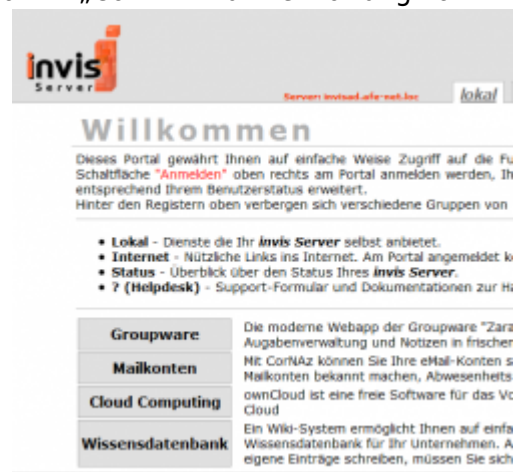 invis
Server
Server: invisad.afe-net.loc
lokal
Willkommen
Dieses Portal gewährt Ihnen auf einfache Weise Zugriff auf die
Schaltfläche "Anmelden" oben rechts am Portal anmelden werden,
entsprechend Ihrem Benutzerstatus erweitert.
Hinter den Registern oben verbergen sich verschiedene Gruppen von
• Lokal - Dienste die Ihr invis Server selbst anbietet.
• Internet - Nützliche Links ins Internet. Am Portal angemeldet
• Status - Überblick über den Status Ihres invis Server.
• ? (Helpdesk) - Support-Formular und Dokumentationen zur
Groupware
Die moderne Webapp der Groupware
Augabenverwaltung und Notizen in
Mailkonten
Mit CorNAz können Sie Ihre eMail-Konten
Mailkonten bekannt machen,
Cloud Computing
ownCloud ist eine freie Software für das
Cloud
Wissensdatenbank
Ein Wiki-System ermöglicht Ihnen auf
Wissensdatenbank für Ihr Unternehmen.
eigene Einträge schreiben, müssen Sie